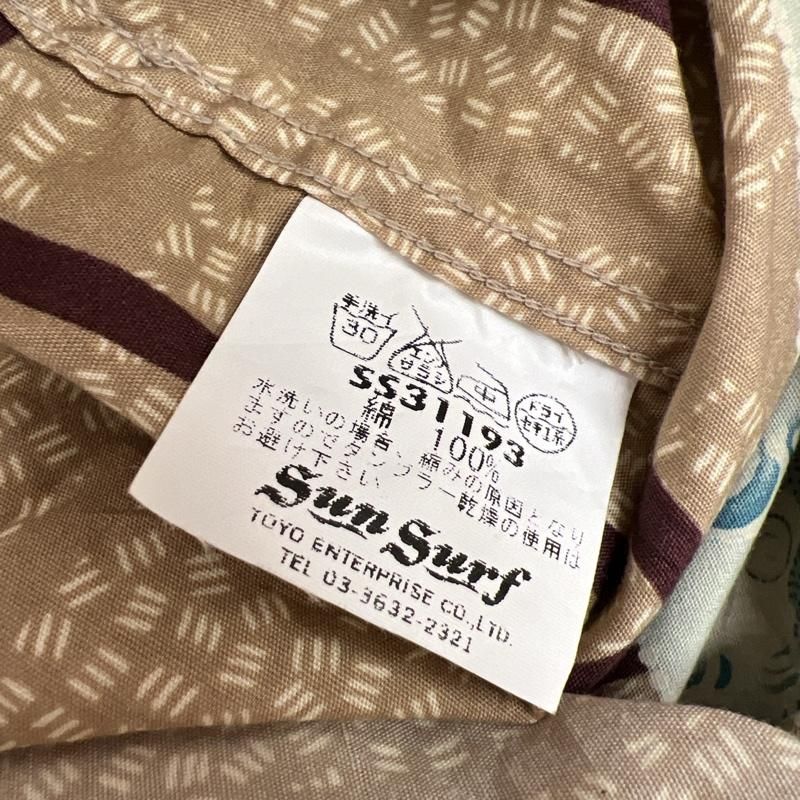 手洗イ
30
エンソ
サラシ
中
ドライ
セキユ系
SS31193
綿 100%
水洗いの場合、縮みの原因となり
ますのでタンブラー乾燥の使用は
お避け下さい。
Sun Surf
TOYO ENTERPRISE CO.,LTD.
TEL 03-3632-2321